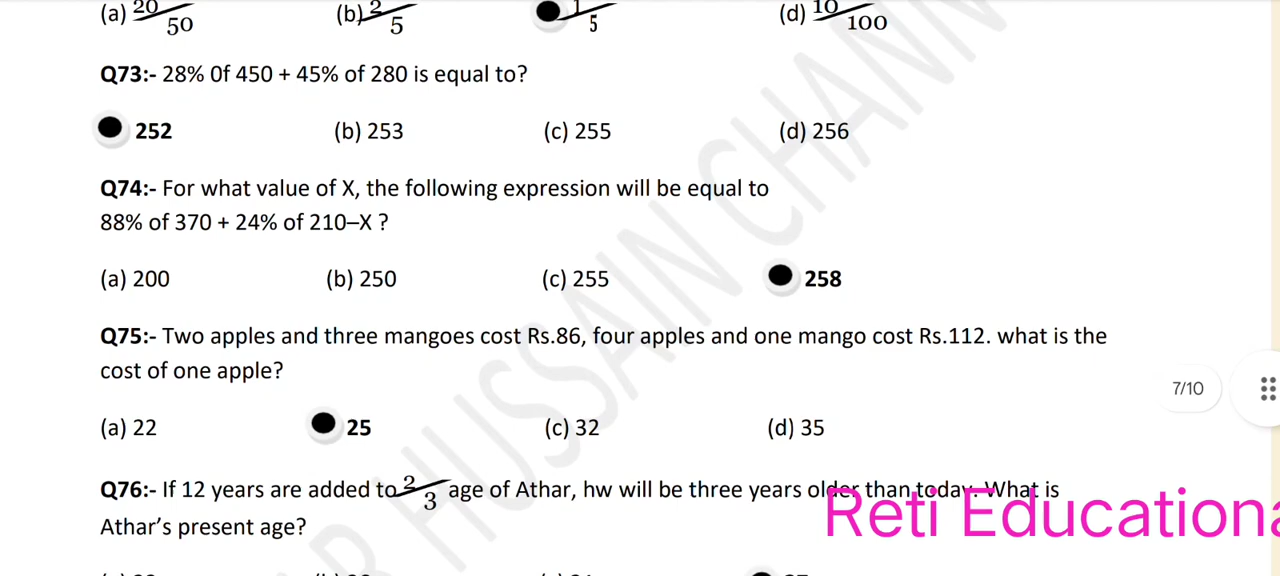 (a) 20/50 (b) 2/5 1/5 (d) 10/100
Q73:- 28% 0f 450 + 45% of 280 is equal to?
252 (b) 253 (c) 255 (d) 256
Q74:- For what value of X, the following expression will be equal to
88% of 370 + 24% of 210–X ?
(a) 200 (b) 250 (c) 255 258
Q75:- Two apples and three mangoes cost Rs.86, four apples and one mango cost Rs.112. what is the
cost of one apple?
(a) 22 25 (c) 32 (d) 35
7/10
Q76:- If 12 years are added to 2/3 age of Athar, hw will be three years older than today. What is
Athar's present age?
Reti Educationa
HUSSAIN CHANN